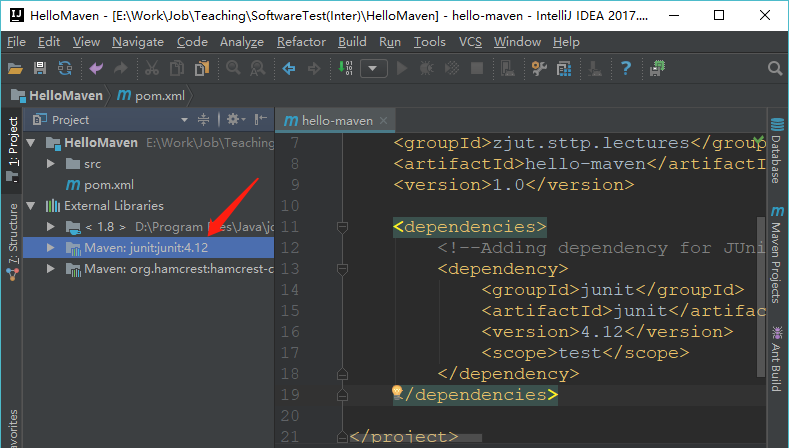 HelloMaven - [E:\Work\Job\Teaching\SoftwareTest(Inter)\HelloMaven] - hello-maven - IntelliJ IDEA 2017....
File Edit View Navigate Code Analyze Refactor Build Run Tools VCS Window Help
HelloMaven pom.xml
1: Project
7: Structure
Project
HelloMaven E:\Work\Job\Teaching
src
pom.xml
External Libraries
< 1.8 > D:\Program Files\Java\jc
Maven: junit:junit:4.12
Maven: org.hamcrest:hamcrest-c
hello-maven
7 <groupId>zjut.sttp.lectures</group
8 <artifactId>hello-maven</artifactI
9 <version>1.0</version>
10
11 <dependencies>
12 <!--Adding dependency for JUni
13 <dependency>
14 <groupId>junit</groupId>
15 <artifactId>junit</artifac
16 <version>4.12</version>
17 <scope>test</scope>
18 </dependency>
19 </dependencies>
20
21 </project>
Database
Maven Projects
Ant Build